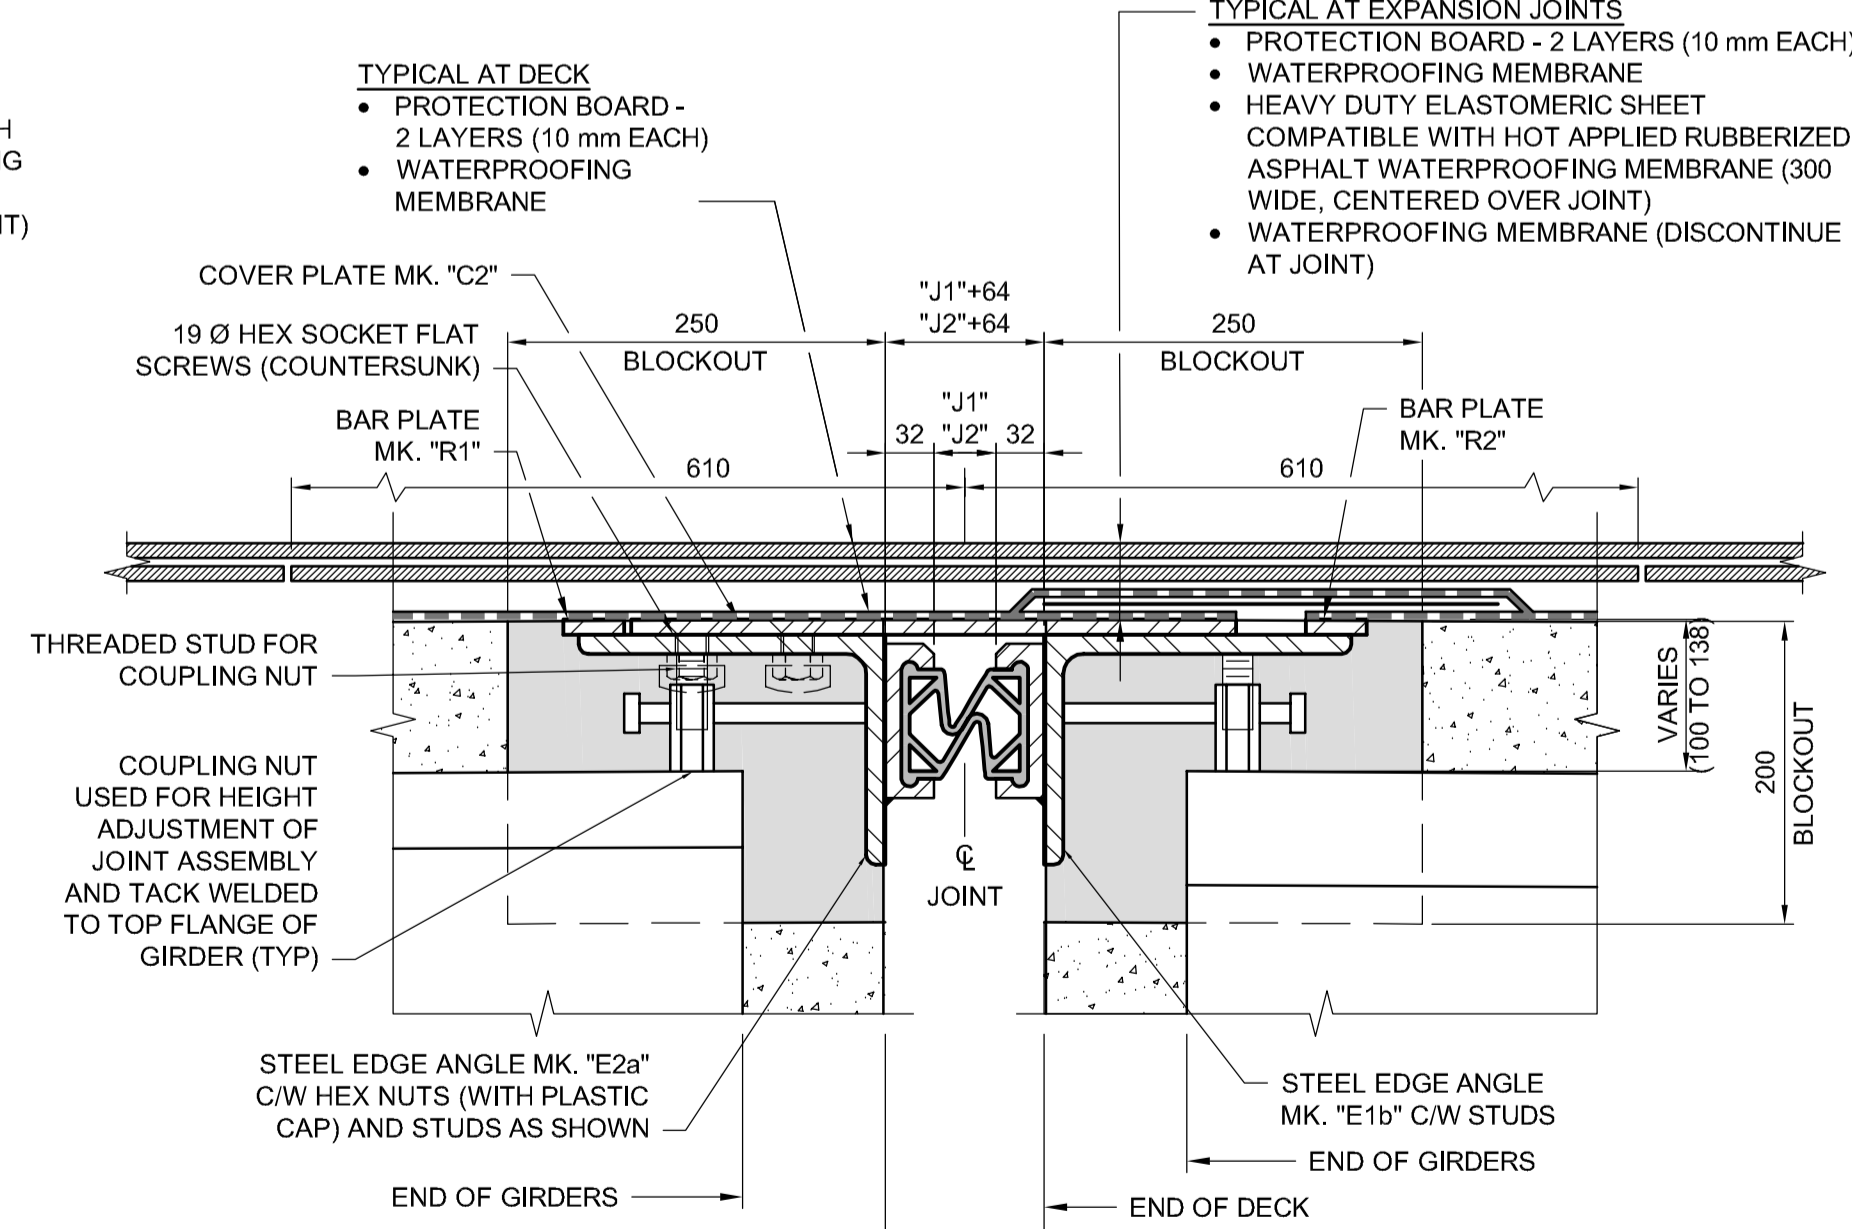 TYPICAL AT EXPANSION JOINTS
• PROTECTION BOARD - 2 LAYERS (10 mm EACH)
• WATERPROOFING MEMBRANE
• HEAVY DUTY ELASTOMERIC SHEET
COMPATIBLE WITH HOT APPLIED RUBBERIZED
ASPHALT WATERPROOFING MEMBRANE (300
WIDE, CENTERED OVER JOINT)
• WATERPROOFING MEMBRANE (DISCONTINUE
AT JOINT)
TYPICAL AT DECK
• PROTECTION BOARD -
2 LAYERS (10 mm EACH)
• WATERPROOFING
MEMBRANE
H
NG
NT)
COVER PLATE MK. "C2"
19 Ø HEX SOCKET FLAT
SCREWS (COUNTERSUNK)
BAR PLATE
MK. "R1"
250
BLOCKOUT
"J1"+64
"J2"+64
250
BLOCKOUT
32
"J1"
"J2"
32
BAR PLATE
MK. "R2"
610
610
THREADED STUD FOR
COUPLING NUT
COUPLING NUT
USED FOR HEIGHT
ADJUSTMENT OF
JOINT ASSEMBLY
AND TACK WELDED
TO TOP FLANGE OF
GIRDER (TYP)
VARIES
(100 TO 138)
200
BLOCKOUT
℄
JOINT
STEEL EDGE ANGLE MK. "E2a"
C/W HEX NUTS (WITH PLASTIC
CAP) AND STUDS AS SHOWN
STEEL EDGE ANGLE
MK. "E1b" C/W STUDS
END OF GIRDERS
END OF GIRDERS
END OF DECK